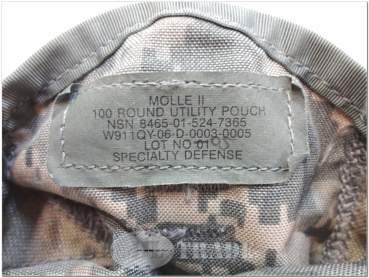 MOLLE II
100 ROUND UTILITY POUCH
NSN 8465-01-524-7365
W911QY-06-D-0003-0005
LOT NO
SPECIALTY DEFENSE
TRADE